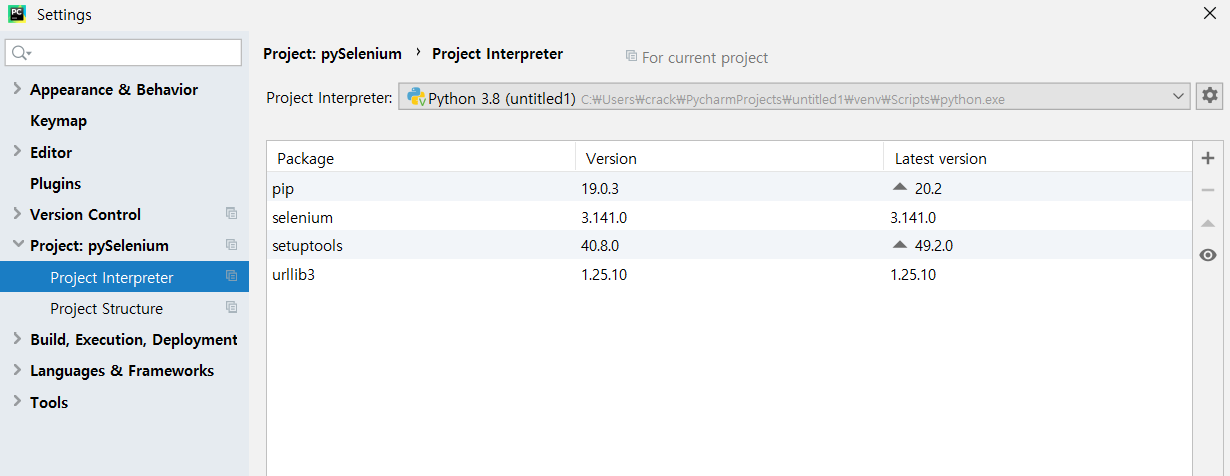 PC
Settings
Project: pySelenium › Project Interpreter For current project
Project Interpreter: Python 3.8 (untitled1) C:₩Users₩crack₩PycharmProjects₩untitled1₩venv₩Scripts₩python.exe
Appearance & Behavior
Keymap
Editor
Plugins
Version Control
Project: pySelenium
Project Interpreter
Project Structure
Build, Execution, Deployment
Languages & Frameworks
Tools
Package Version Latest version
pip 19.0.3 20.2
selenium 3.141.0 3.141.0
setuptools 40.8.0 49.2.0
urllib3 1.25.10 1.25.10